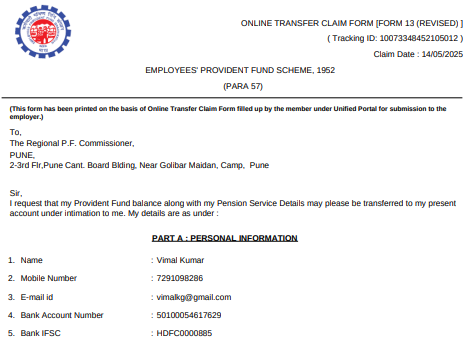 ONLINE TRANSFER CLAIM FORM [FORM 13 (REVISED) ]
( Tracking ID: 10073348452105012 )
Claim Date : 14/05/2025
EMPLOYEES' PROVIDENT FUND SCHEME, 1952
(PARA 57)
(This form has been printed on the basis of Online Transfer Claim Form filled up by the member under Unified Portal for submission to the
employer.)
To,
The Regional P.F. Commissioner,
PUNE,
2-3rd Flr,Pune Cant. Board Blding, Near Golibar Maidan, Camp, Pune
Sir,
I request that my Provident Fund balance along with my Pension Service Details may please be transferred to my present
account under intimation to me. My details are as under :
PART A : PERSONAL INFORMATION
1. Name : Vimal Kumar
2. Mobile Number : 7291098286
3. E-mail id : vimalkg@gmail.com
4. Bank Account Number : 50100054617629
5. Bank IFSC : HDFC0000885